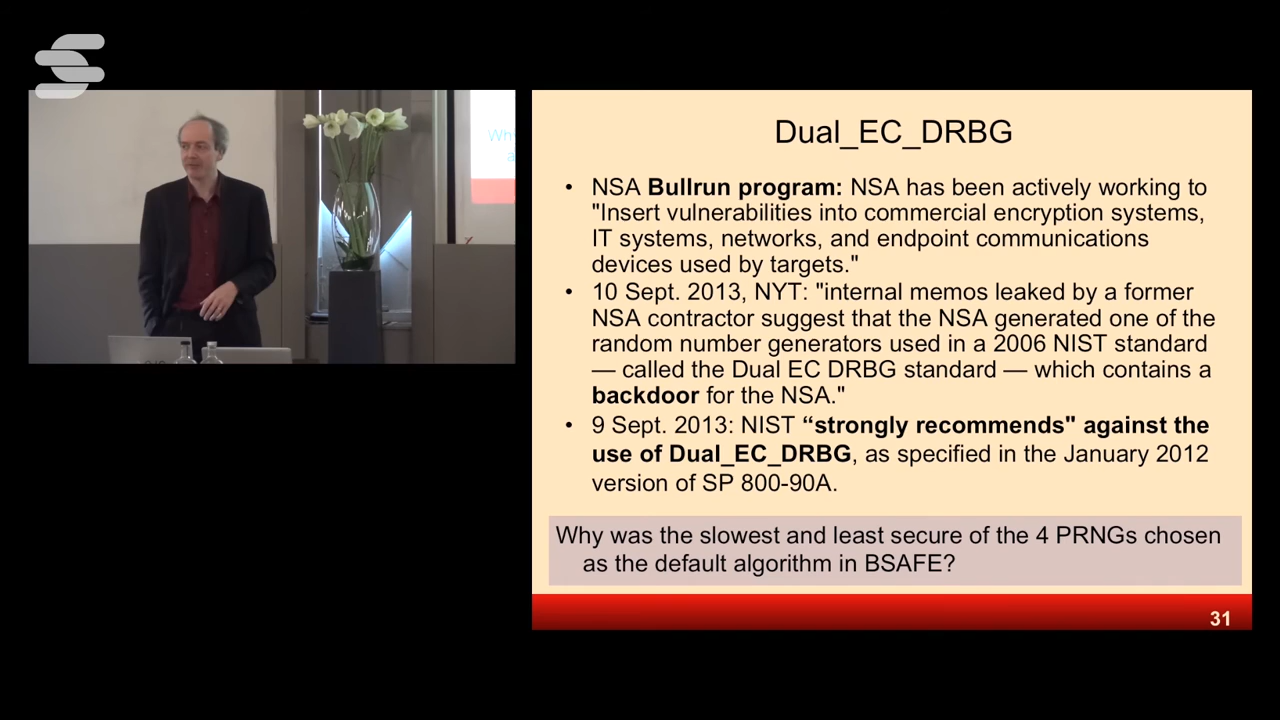 Dual_EC_DRBG
• NSA Bullrun program: NSA has been actively working to
"Insert vulnerabilities into commercial encryption systems,
IT systems, networks, and endpoint communications
devices used by targets."
• 10 Sept. 2013, NYT: "internal memos leaked by a former
NSA contractor suggest that the NSA generated one of the
random number generators used in a 2006 NIST standard
— called the Dual EC DRBG standard — which contains a
backdoor for the NSA."
• 9 Sept. 2013: NIST “strongly recommends" against the
use of Dual_EC_DRBG, as specified in the January 2012
version of SP 800-90A.
Why was the slowest and least secure of the 4 PRNGs chosen
as the default algorithm in BSAFE?
31